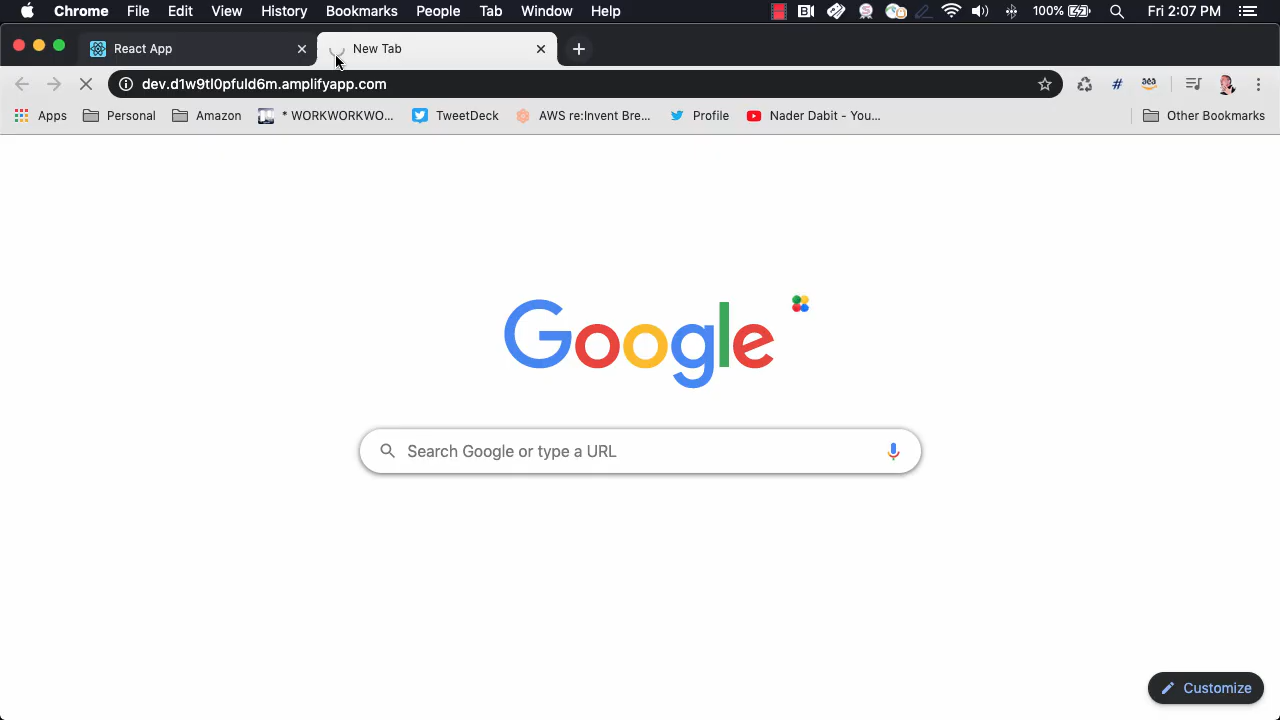 Chrome File Edit View History Bookmarks People Tab Window Help 100% Fri 2:07 PM
React App New Tab
dev.d1w9tl0pfuld6m.amplifyapp.com
Apps Personal Amazon * WORKWORKWO... TweetDeck AWS re:Invent Bre... Profile Nader Dabit - You... Other Bookmarks
Google
Search Google or type a URL
Customize